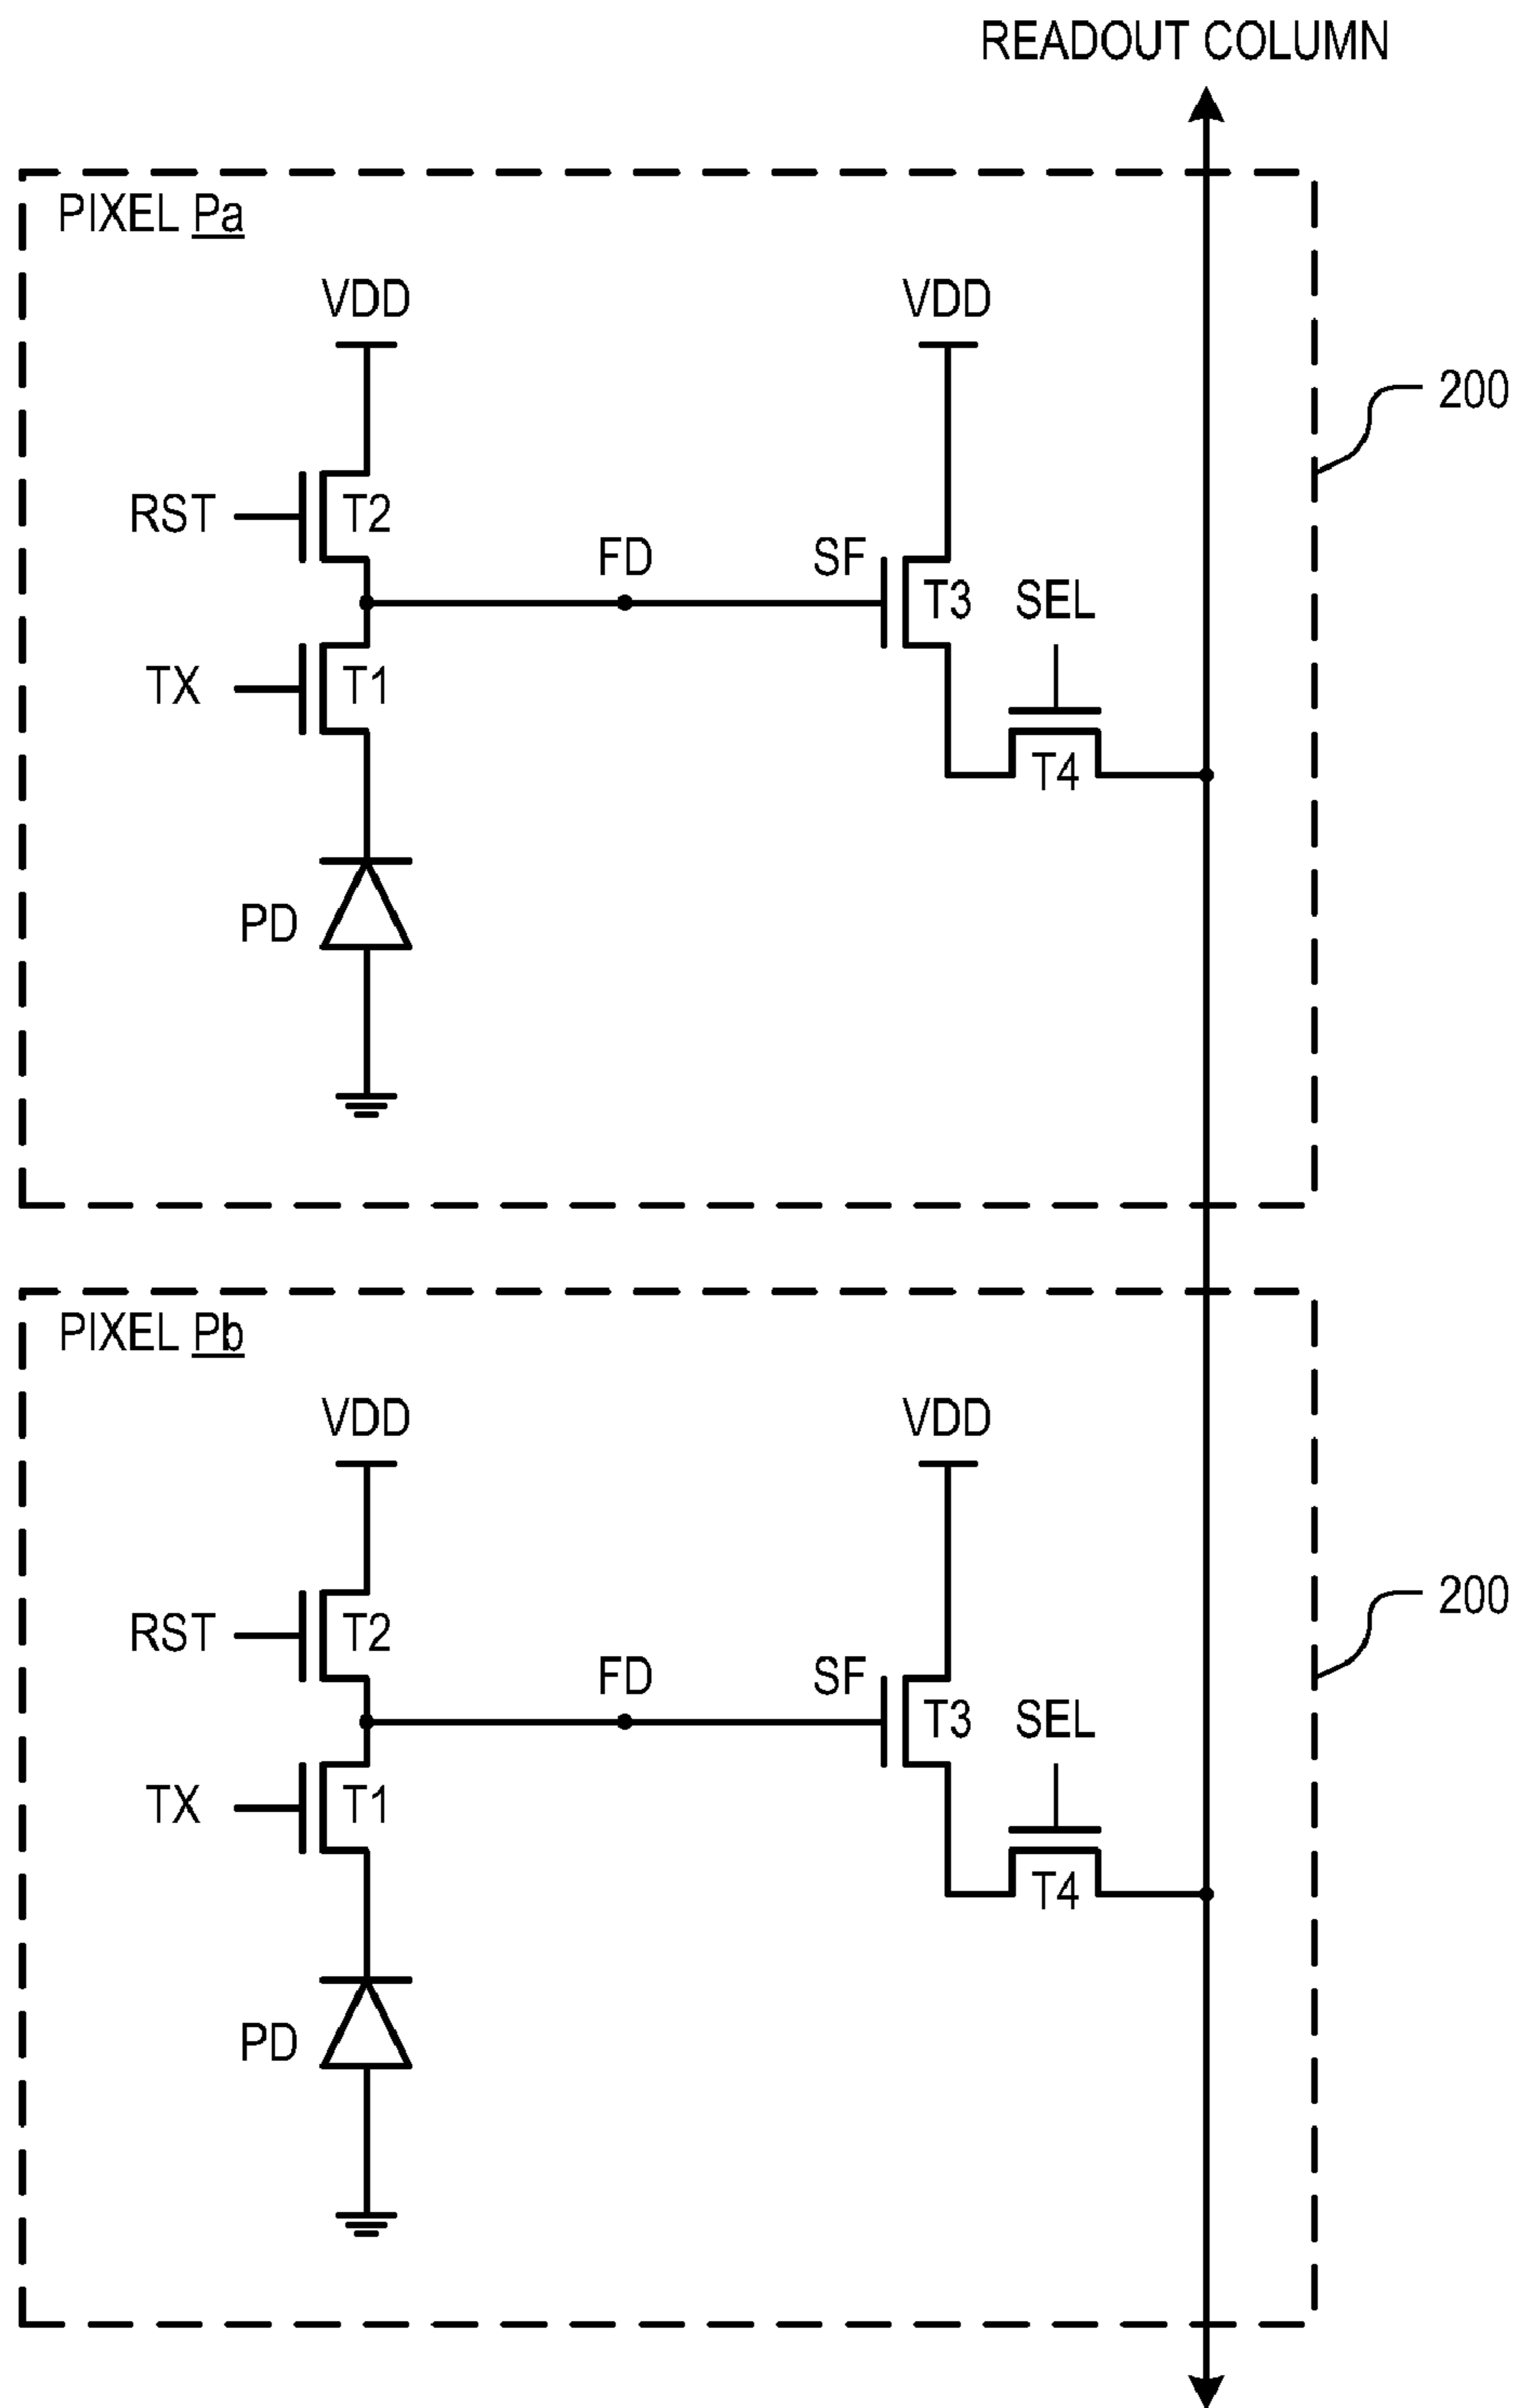 READOUT COLUMN
PIXEL Pa
VDD
VDD
200
RST
T2
FD
SF
T3
SEL
TX
T1
T4
PD
PIXEL Pb
VDD
VDD
200
RST
T2
FD
SF
T3
SEL
TX
T1
T4
PD